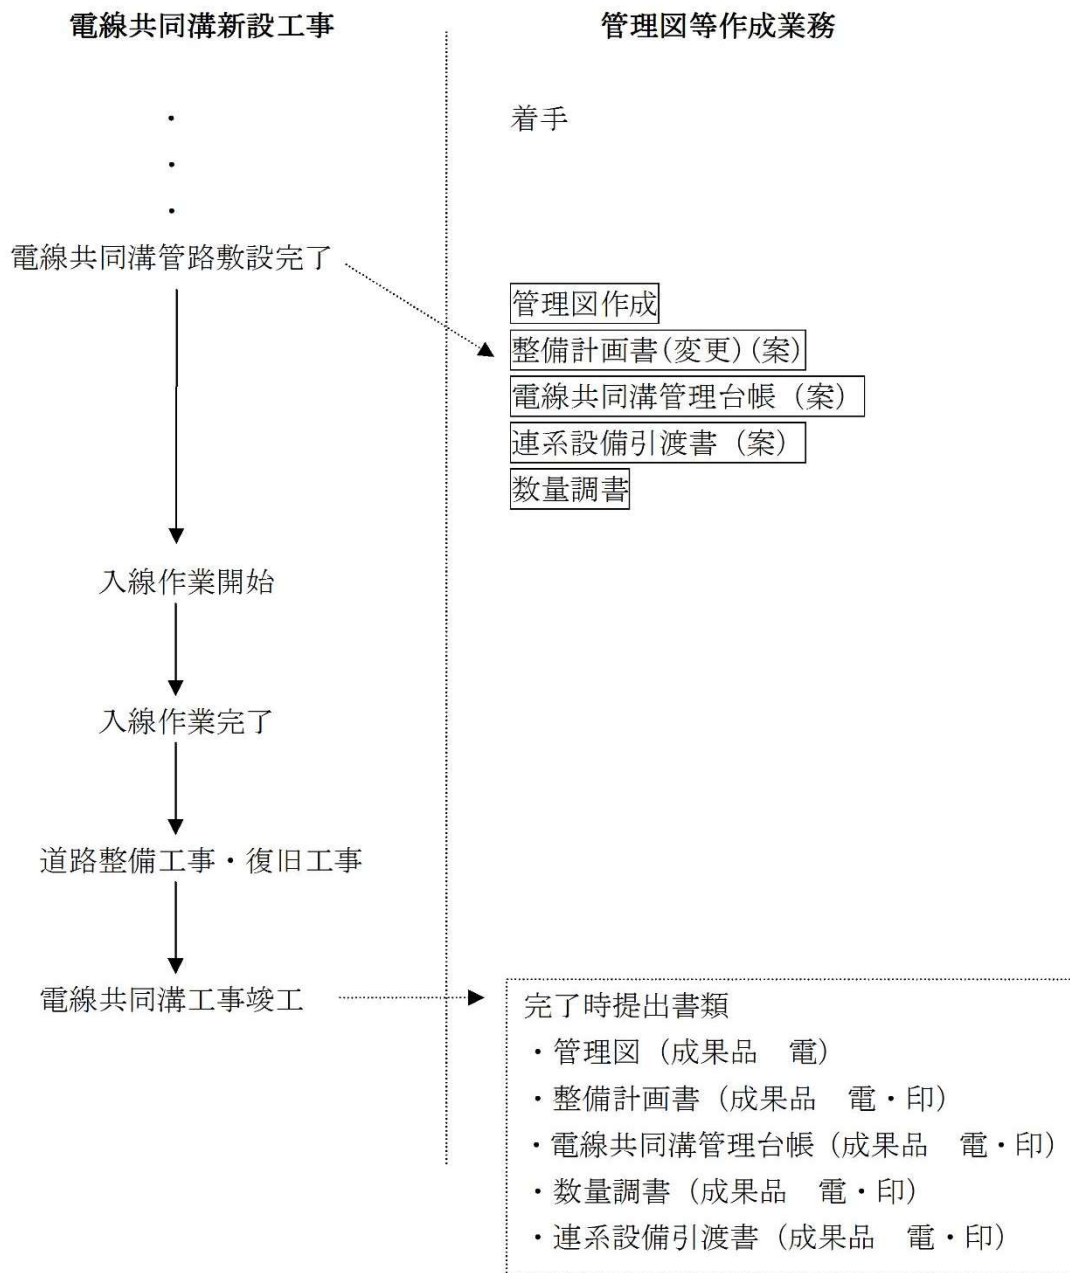 電線共同溝新設工事
管理図等作成業務
・
・
・
着手
電線共同溝管路敷設完了
管理図作成
整備計画書(変更)(案)
電線共同溝管理台帳（案）
連系設備引渡書（案）
数量調書
入線作業開始
入線作業完了
道路整備工事・復旧工事
電線共同溝工事竣工
完了時提出書類
・管理図（成果品　電）
・整備計画書（成果品　電・印）
・電線共同溝管理台帳（成果品　電・印）
・数量調書（成果品　電・印）
・連系設備引渡書（成果品　電・印）